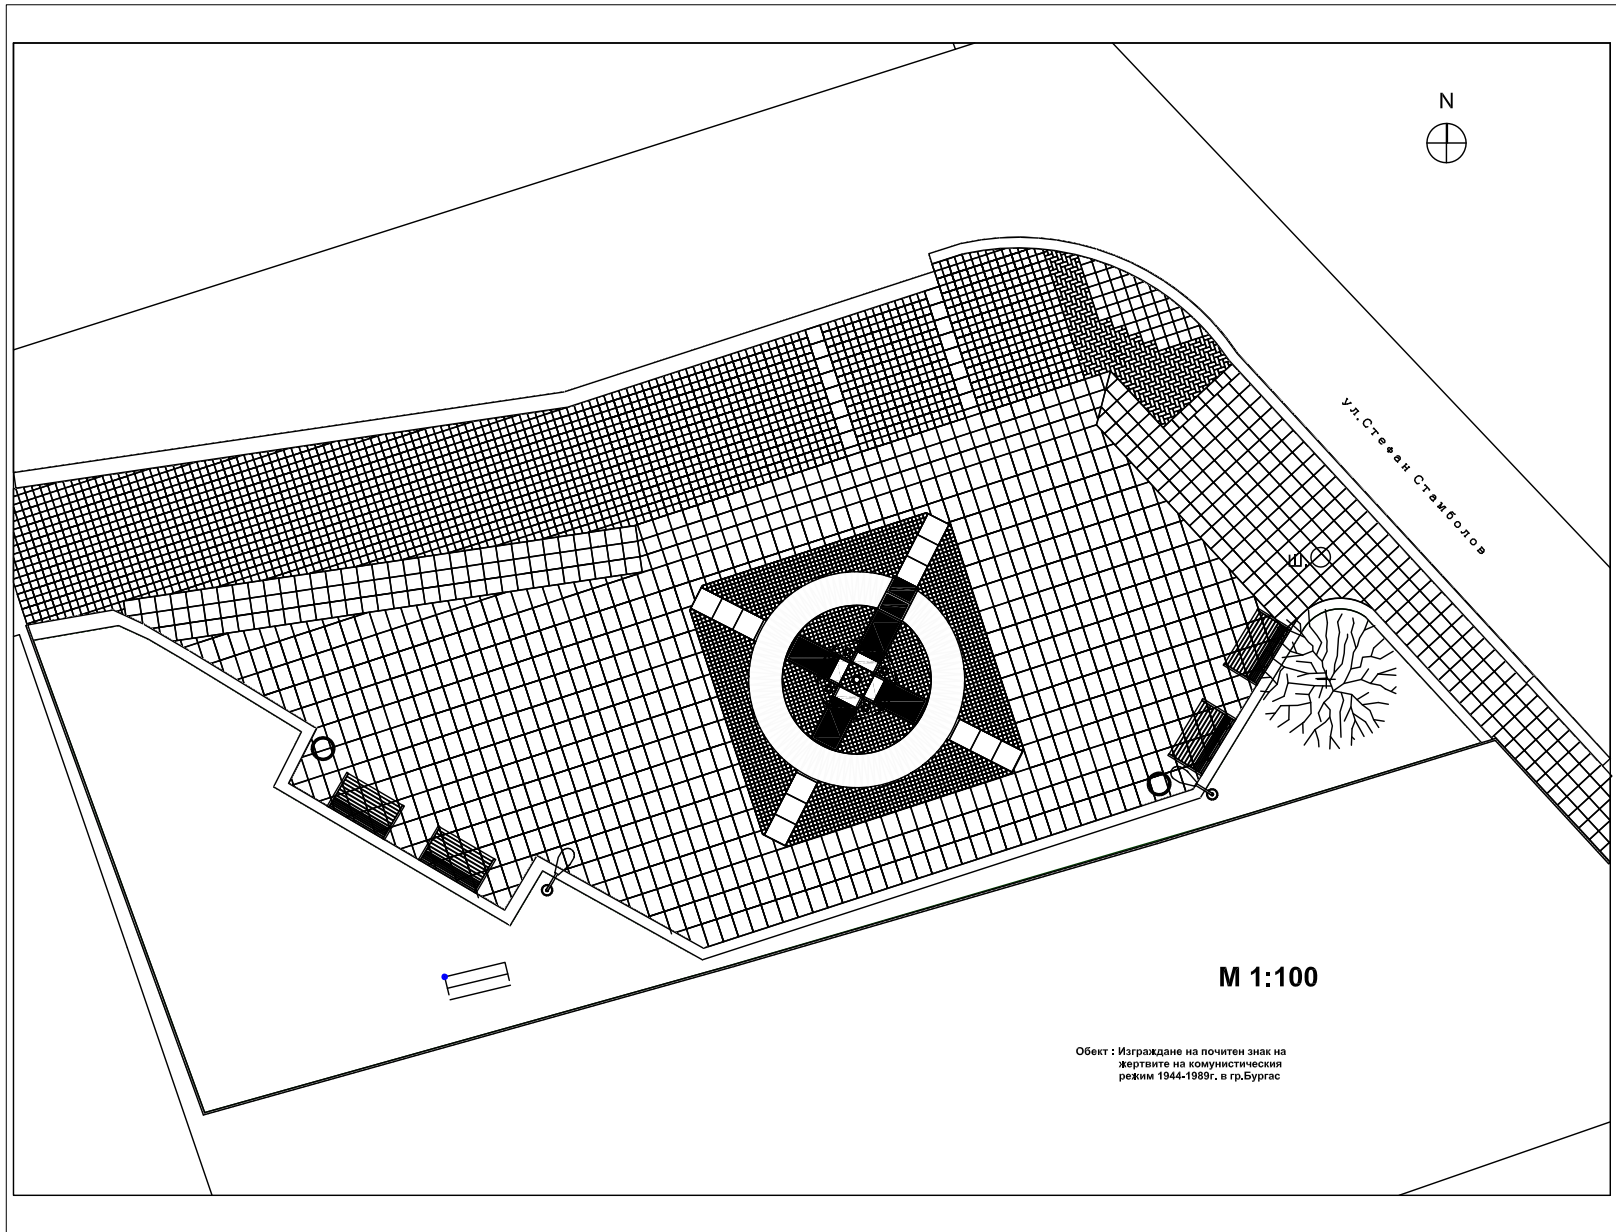 N
ул.Стефан Стамболов
Ш.
М 1:100
Обект : Изграждане на почитен знак на
жертвите на комунистическия
режим 1944-1989г. в гр.Бургас